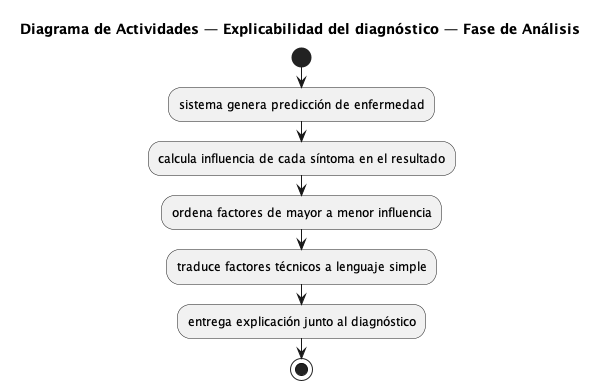 Diagrama de Actividades — Explicabilidad del diagnóstico — Fase de Análisis
sistema genera predicción de enfermedad
calcula influencia de cada síntoma en el resultado
ordena factores de mayor a menor influencia
traduce factores técnicos a lenguaje simple
entrega explicación junto al diagnóstico